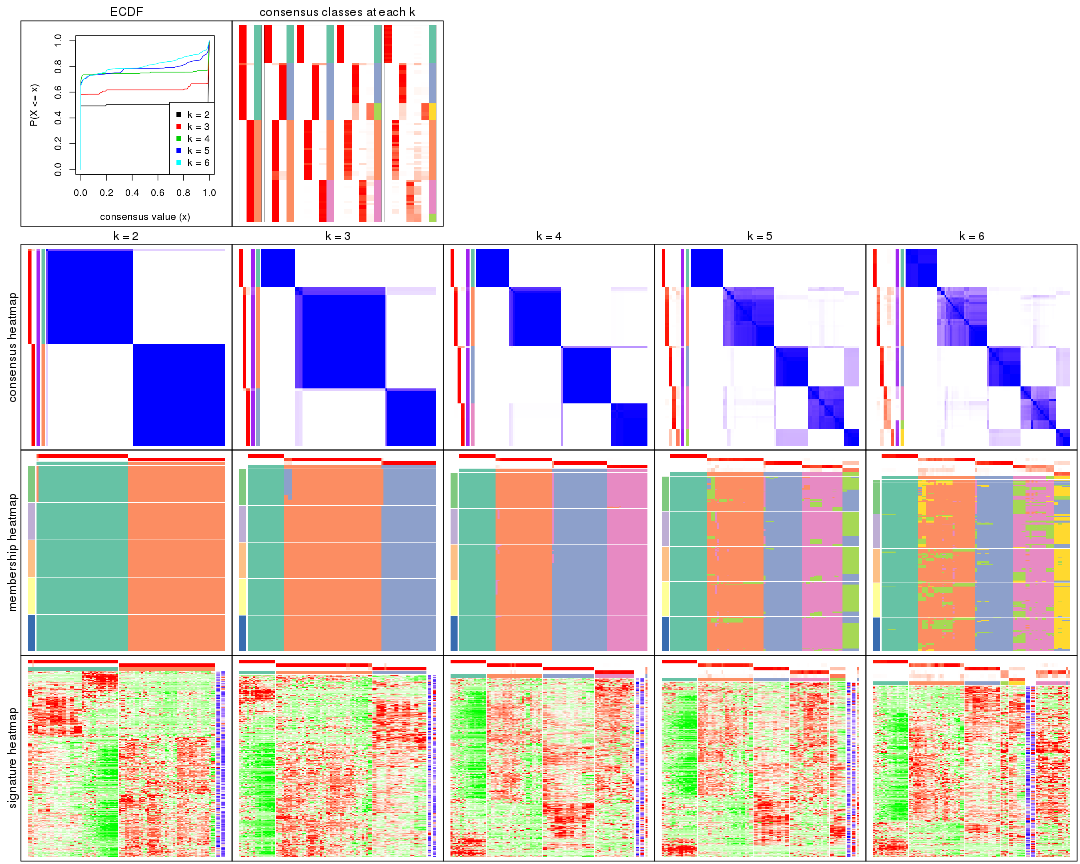 ECDF
consensus classes at each k
P(X <= x)
0.0 0.2 0.4 0.6 0.8 1.0
k = 2
k = 3
k = 4
k = 5
k = 6
0.0 0.2 0.4 0.6 0.8 1.0
consensus value (x)
k = 2 k = 3 k = 4 k = 5 k = 6
consensus heatmap
membership heatmap
signature heatmap